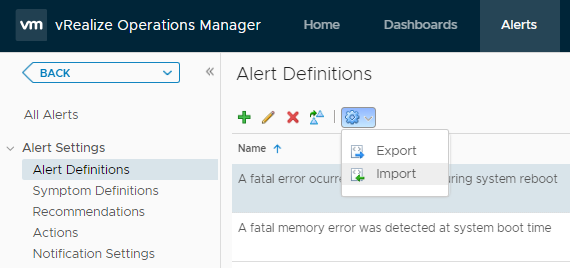 vm vRealize Operations Manager Home Dashboards Alerts
BACK
Alert Definitions
All Alerts
Alert Settings
Alert Definitions
Symptom Definitions
Recommendations
Actions
Notification Settings
Name
Export
Import
A fatal error ocurre
uring system reboot
A fatal memory error was detected at system boot time